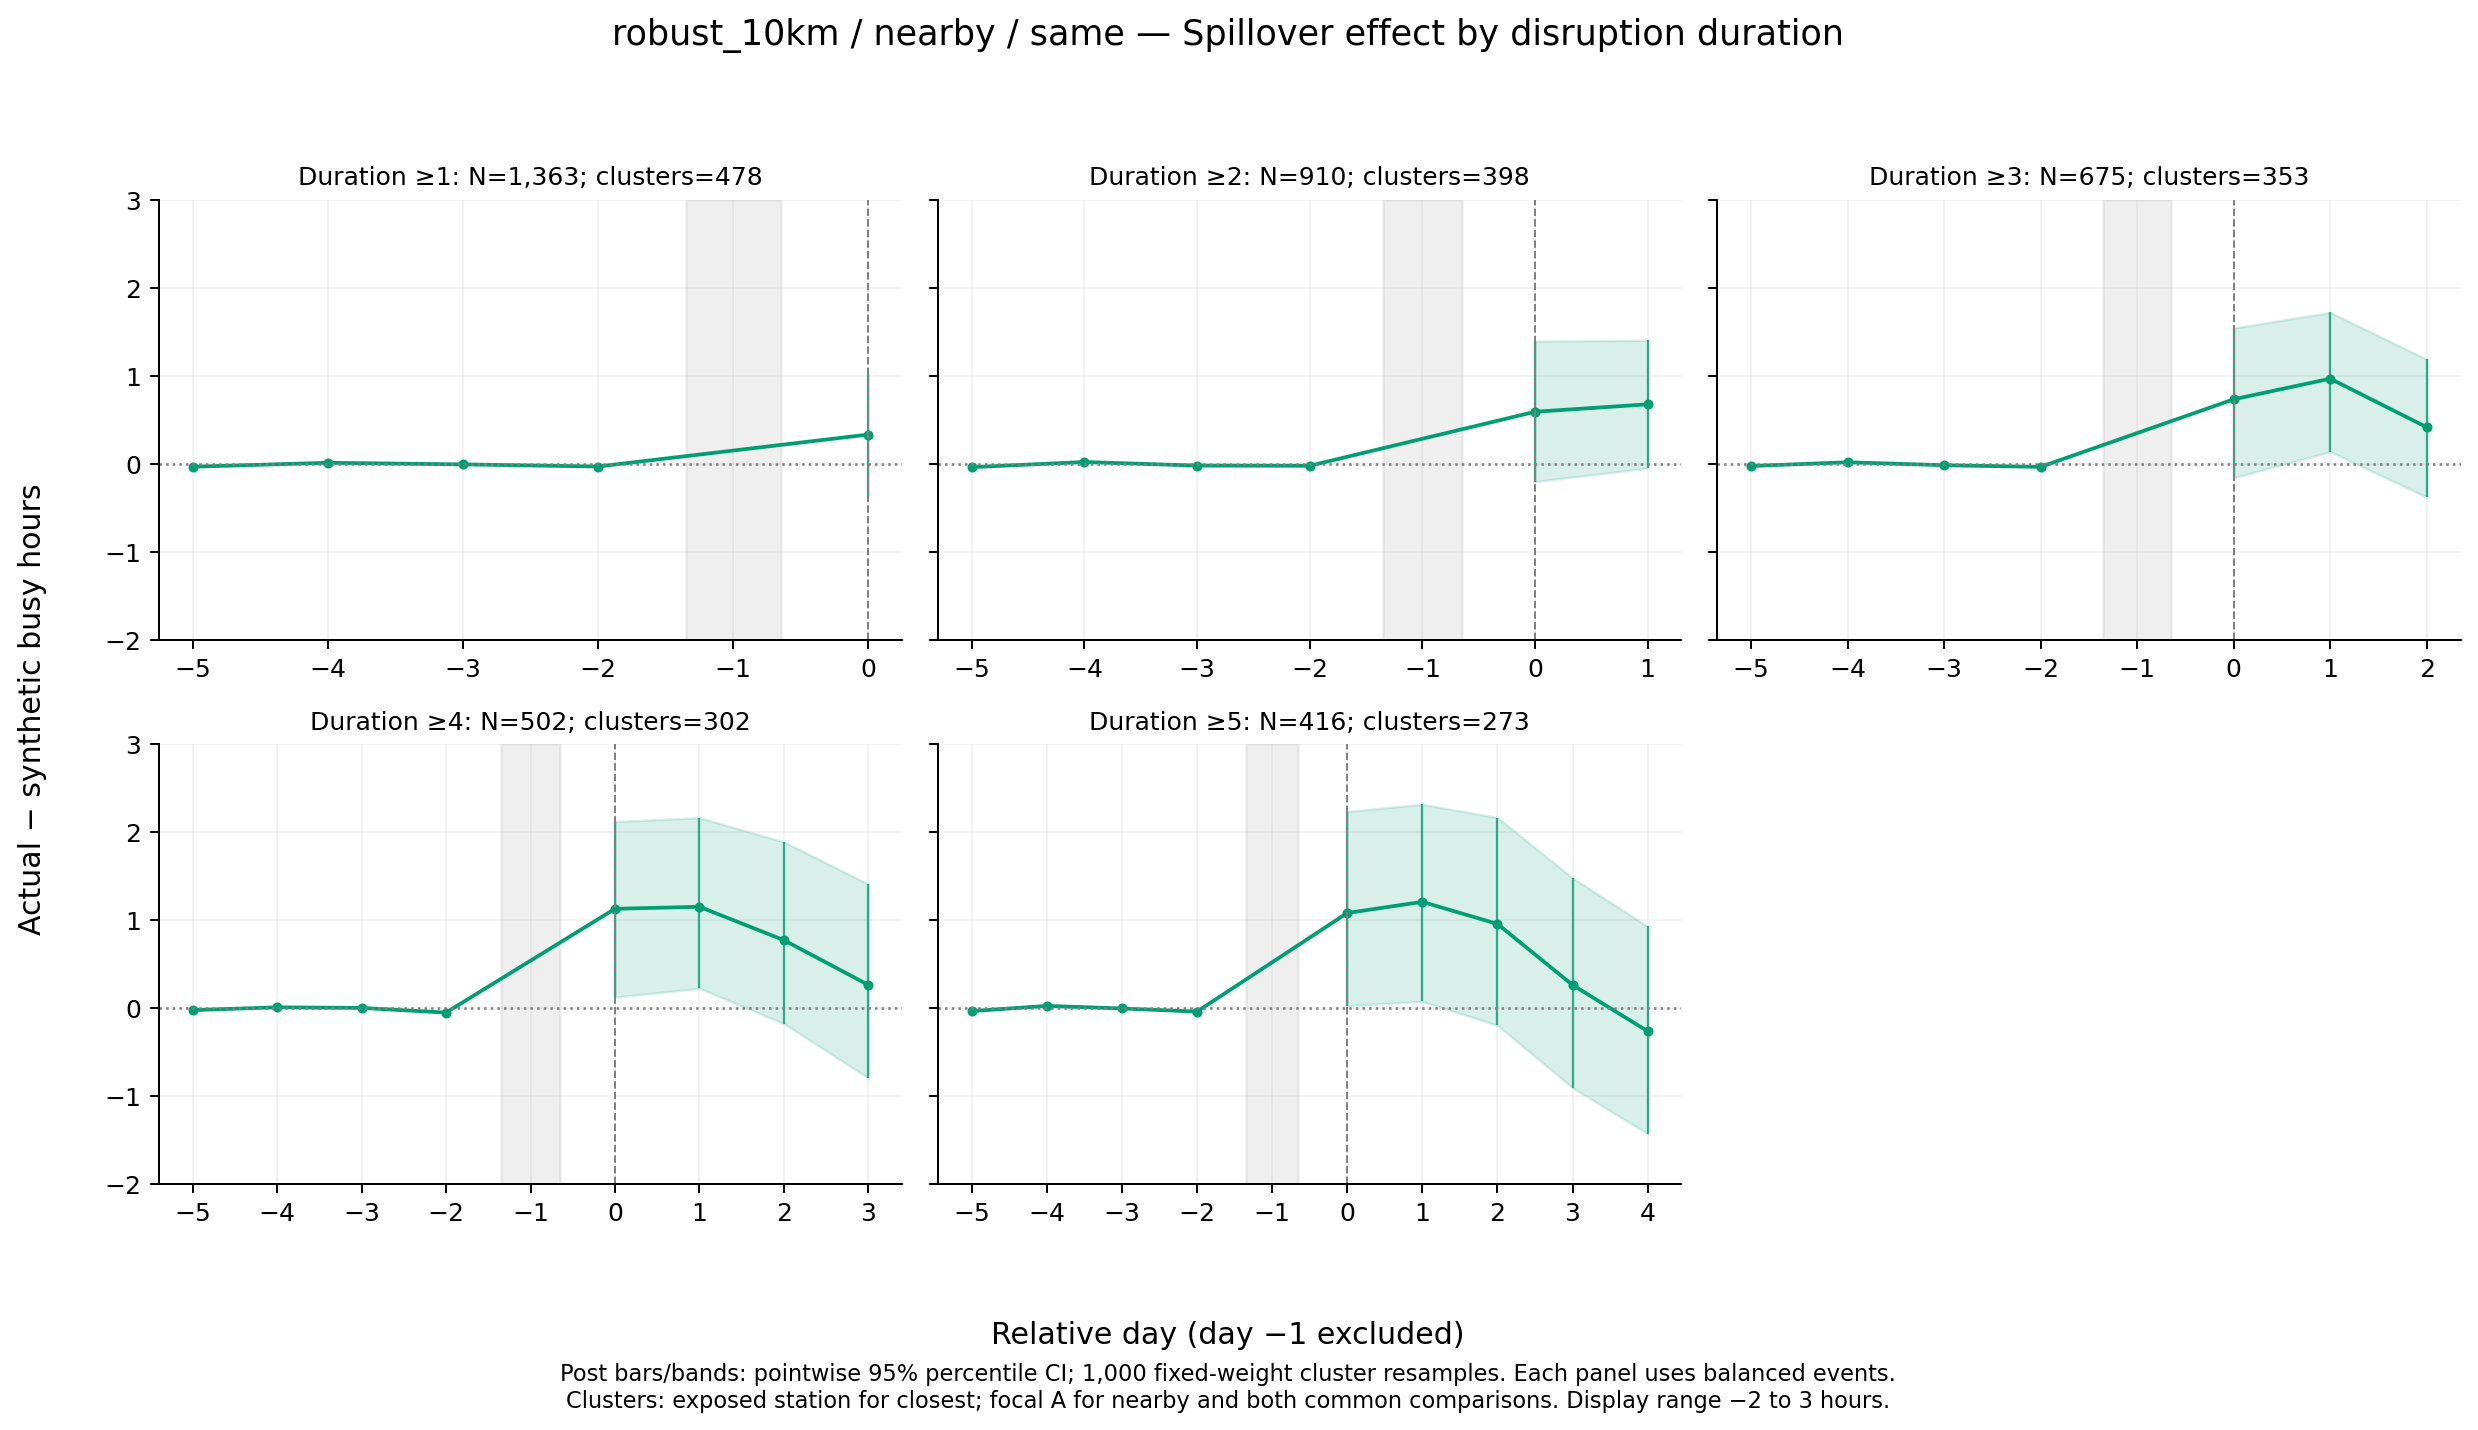 robust_10km / nearby / same — Spillover effect by disruption duration
Duration ≥1: N=1,363; clusters=478
Duration ≥2: N=910; clusters=398
Duration ≥3: N=675; clusters=353
3
2
1
0
−1
−2
−5 −4 −3 −2 −1 0
−5 −4 −3 −2 −1 0 1
−5 −4 −3 −2 −1 0 1 2
Actual − synthetic busy hours
Duration ≥4: N=502; clusters=302
Duration ≥5: N=416; clusters=273
3
2
1
0
−1
−2
−5 −4 −3 −2 −1 0 1 2 3
−5 −4 −3 −2 −1 0 1 2 3 4
Relative day (day −1 excluded)
Post bars/bands: pointwise 95% percentile CI; 1,000 fixed-weight cluster resamples. Each panel uses balanced events.
Clusters: exposed station for closest; focal A for nearby and both common comparisons. Display range −2 to 3 hours.